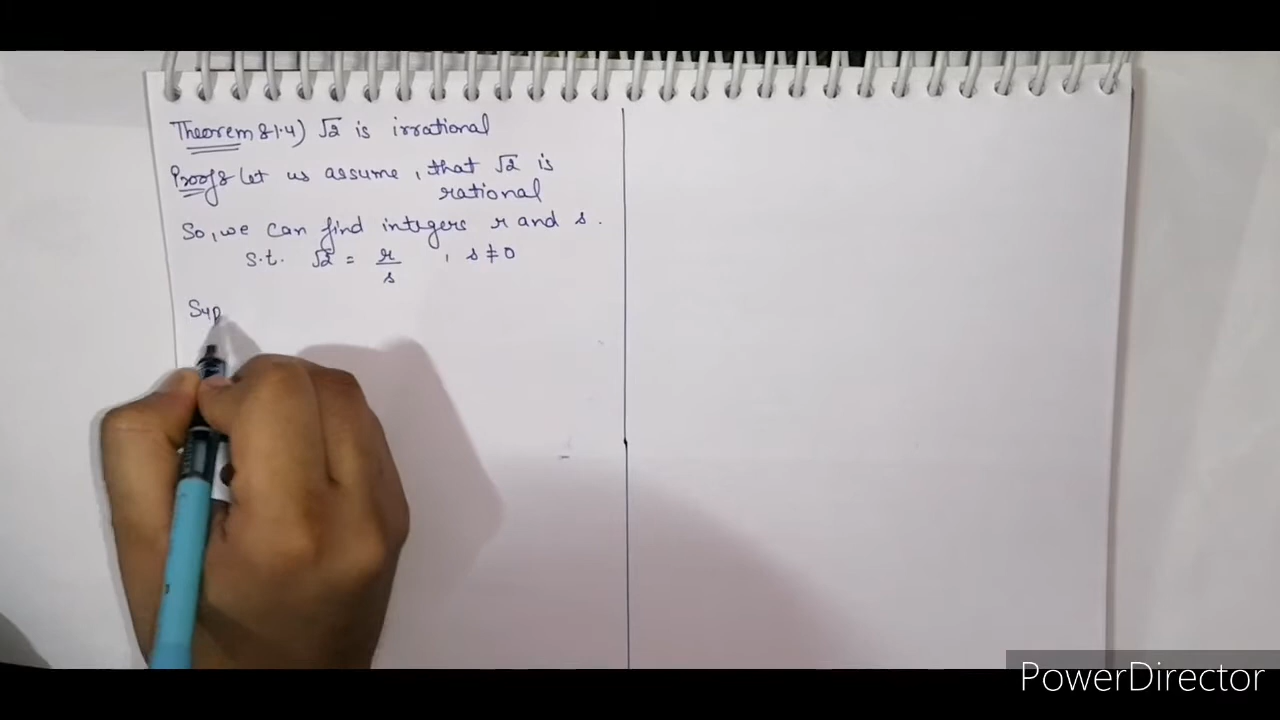 Theorem 8 1.4) √2 is irrational
Proof: Let us assume, that √2 is
rational
So, we can find integers r and s.
s.t. √2 = r/s , s ≠ 0
Sup
PowerDirector